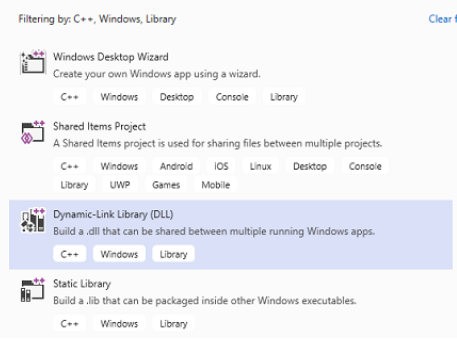 Filtering by: C++, Windows, Library
Clear f
Windows Desktop Wizard
Create your own Windows app using a wizard.
C++ Windows Desktop Console Library
Shared Items Project
A Shared Items project is used for sharing files between multiple projects.
C++ Windows Android iOS Linux Desktop Console
Library UWP Games Mobile
Dynamic-Link Library (DLL)
Build a .dll that can be shared between multiple running Windows apps.
C++ Windows Library
Static Library
Build a .lib that can be packaged inside other Windows executables.
C++ Windows Library